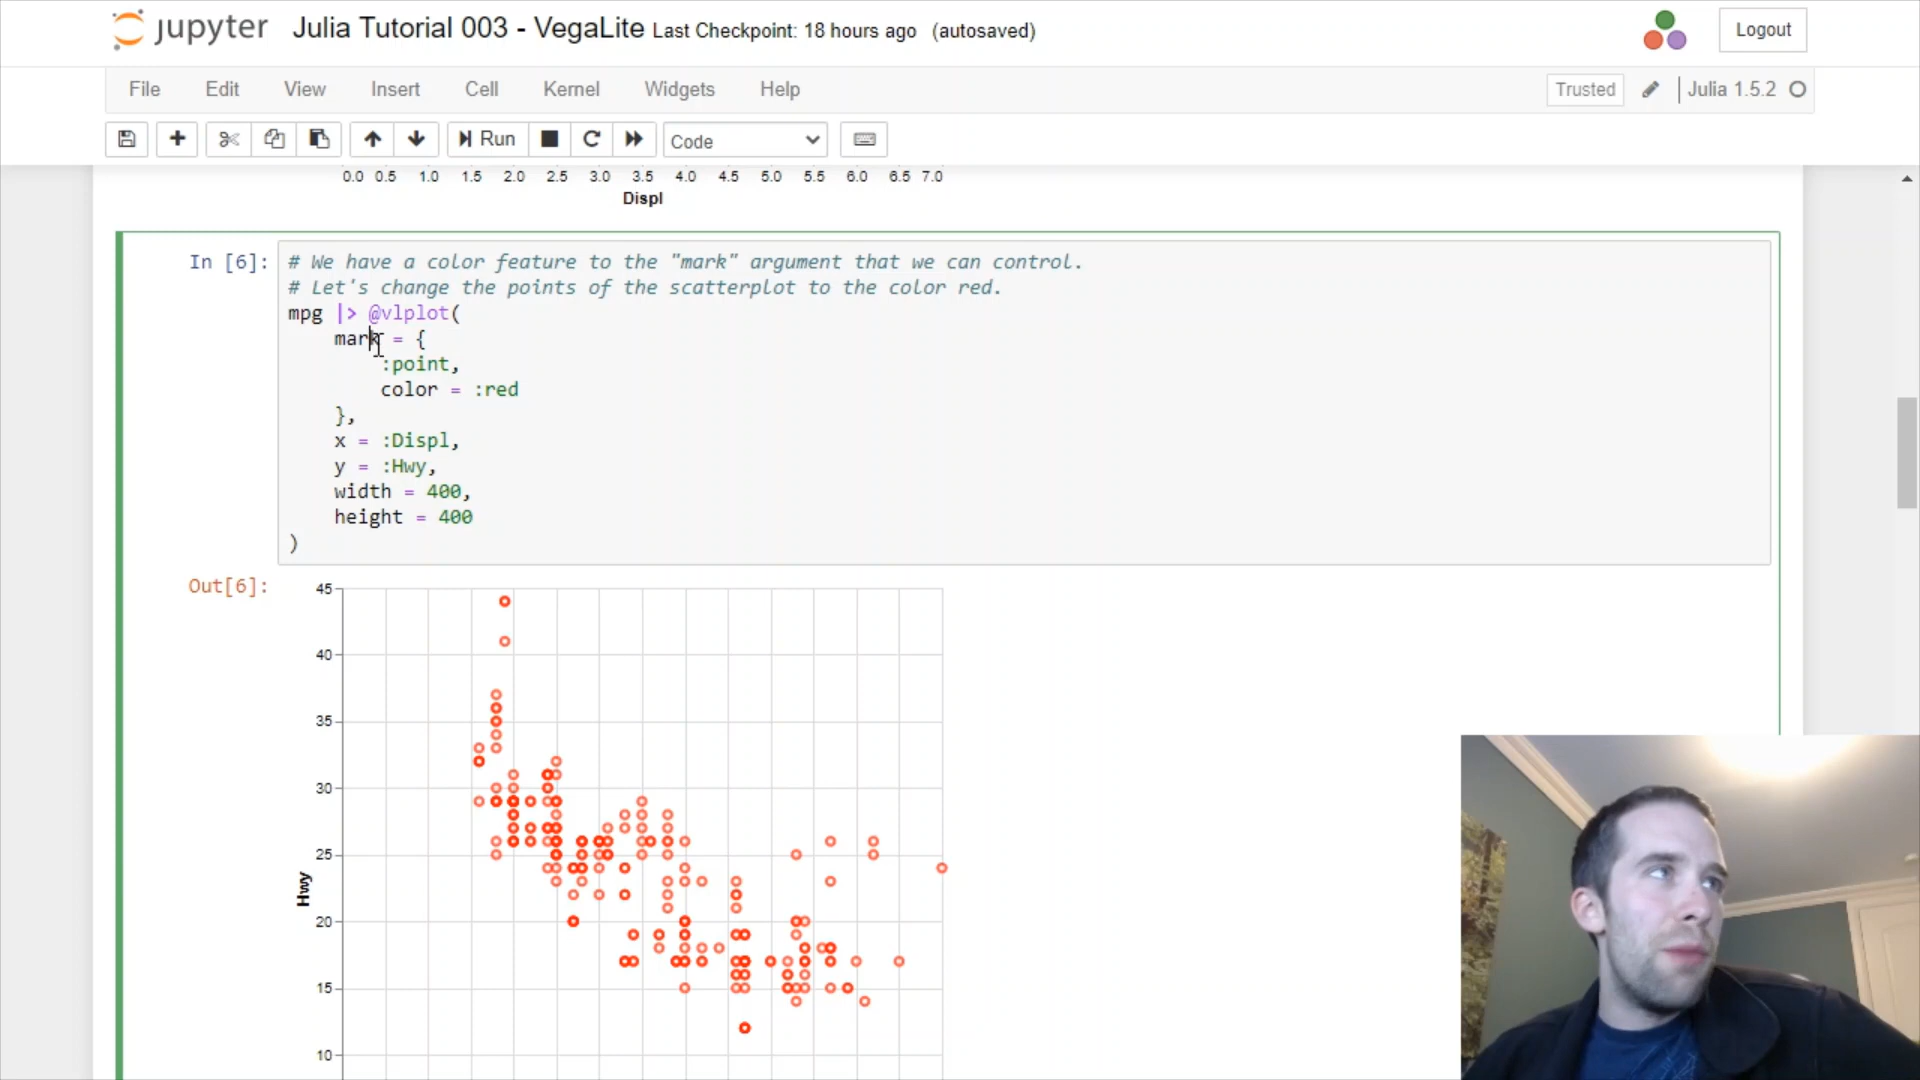 jupyter Julia Tutorial 003 - VegaLite Last Checkpoint: 18 hours ago (autosaved) Logout
File Edit View Insert Cell Kernel Widgets Help Trusted Julia 1.5.2
Run Code
0.0 0.5 1.0 1.5 2.0 2.5 3.0 3.5 4.0 4.5 5.0 5.5 6.0 6.5 7.0
Displ
In [6]: # We have a color feature to the "mark" argument that we can control.
# Let's change the points of the scatterplot to the color red.
mpg |> @vlplot(
mark = {
:point,
color = :red
},
x = :Displ,
y = :Hwy,
width = 400,
height = 400
)
Out[6]:
45
40
35
30
25
Hwy
20
15
10